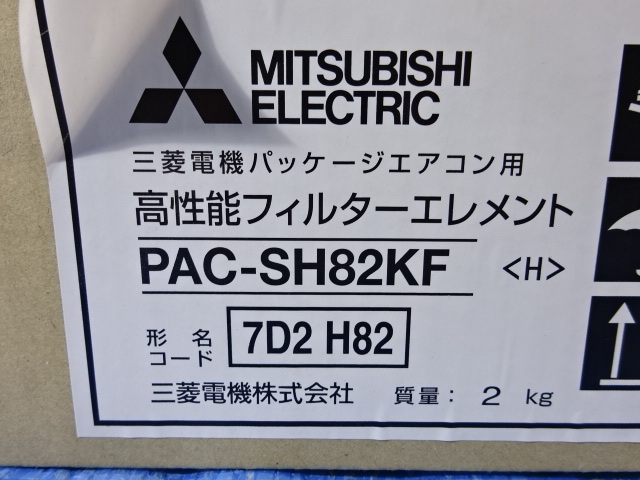 MITSUBISHI
ELECTRIC
三菱電機パッケージエアコン用
高性能フィルターエレメント
PAC-SH82KF <H>
形名
コード 7D2 H82
三菱電機株式会社 質量: 2 kg